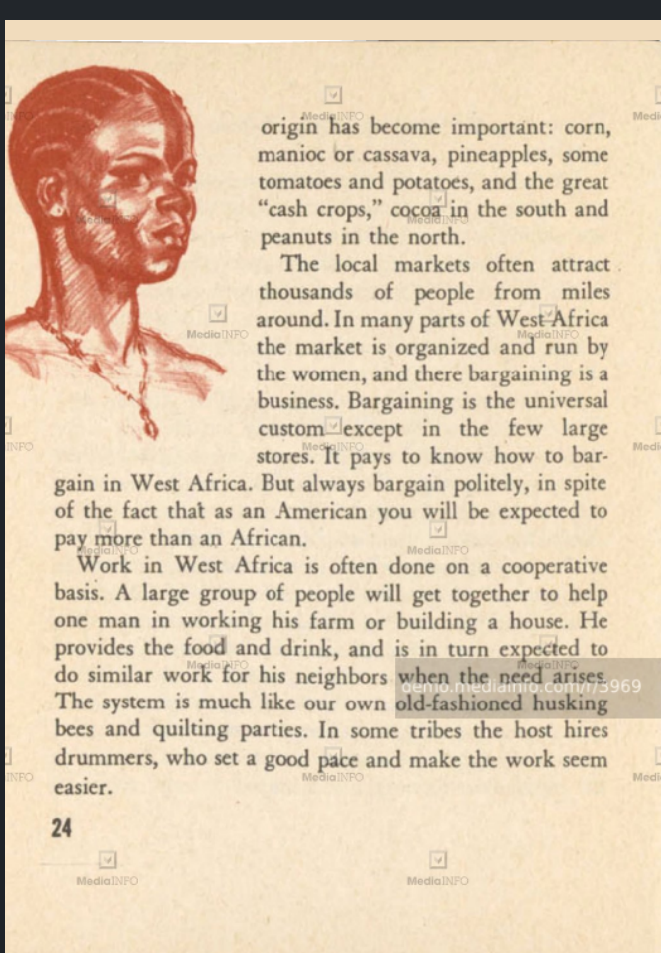 origin has become important: corn,
manioc or cassava, pineapples, some
tomatoes and potatoes, and the great
“cash crops,” cocoa in the south and
peanuts in the north.
The local markets often attract
thousands of people from miles
around. In many parts of West Africa
the market is organized and run by
the women, and there bargaining is a
business. Bargaining is the universal
custom except in the few large
stores. It pays to know how to bar-
gain in West Africa. But always bargain politely, in spite
of the fact that as an American you will be expected to
pay more than an African.
Work in West Africa is often done on a cooperative
basis. A large group of people will get together to help
one man in working his farm or building a house. He
provides the food and drink, and is in turn expected to
do similar work for his neighbors when the need arises.
demo.mediainfo.com/r/3969
The system is much like our own old-fashioned husking
bees and quilting parties. In some tribes the host hires
drummers, who set a good pace and make the work seem
easier.
24
MediaINFO